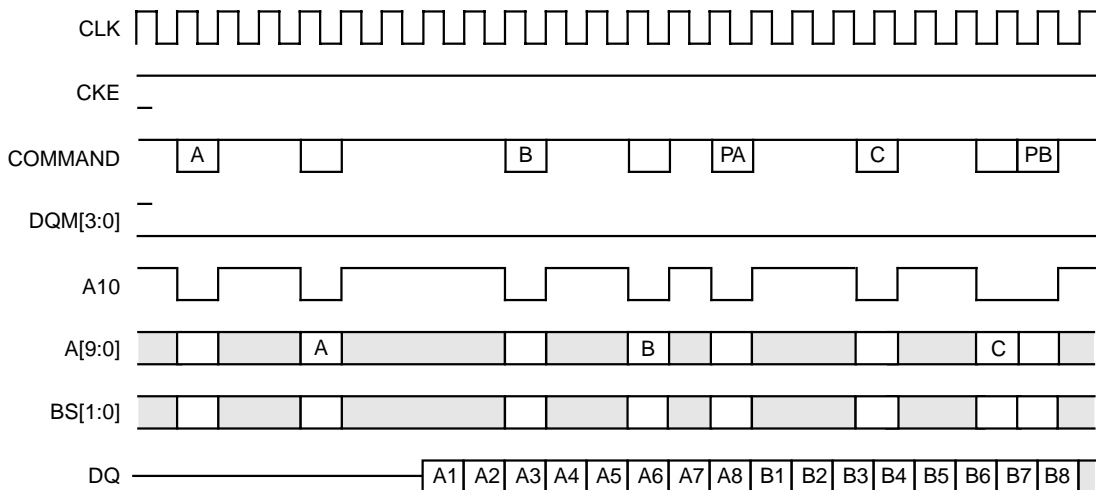 CLK
CKE
COMMAND A B PA C PB
DQM[3:0]
A10
A[9:0] A B C
BS[1:0]
DQ A1 A2 A3 A4 A5 A6 A7 A8 B1 B2 B3 B4 B5 B6 B7 B8